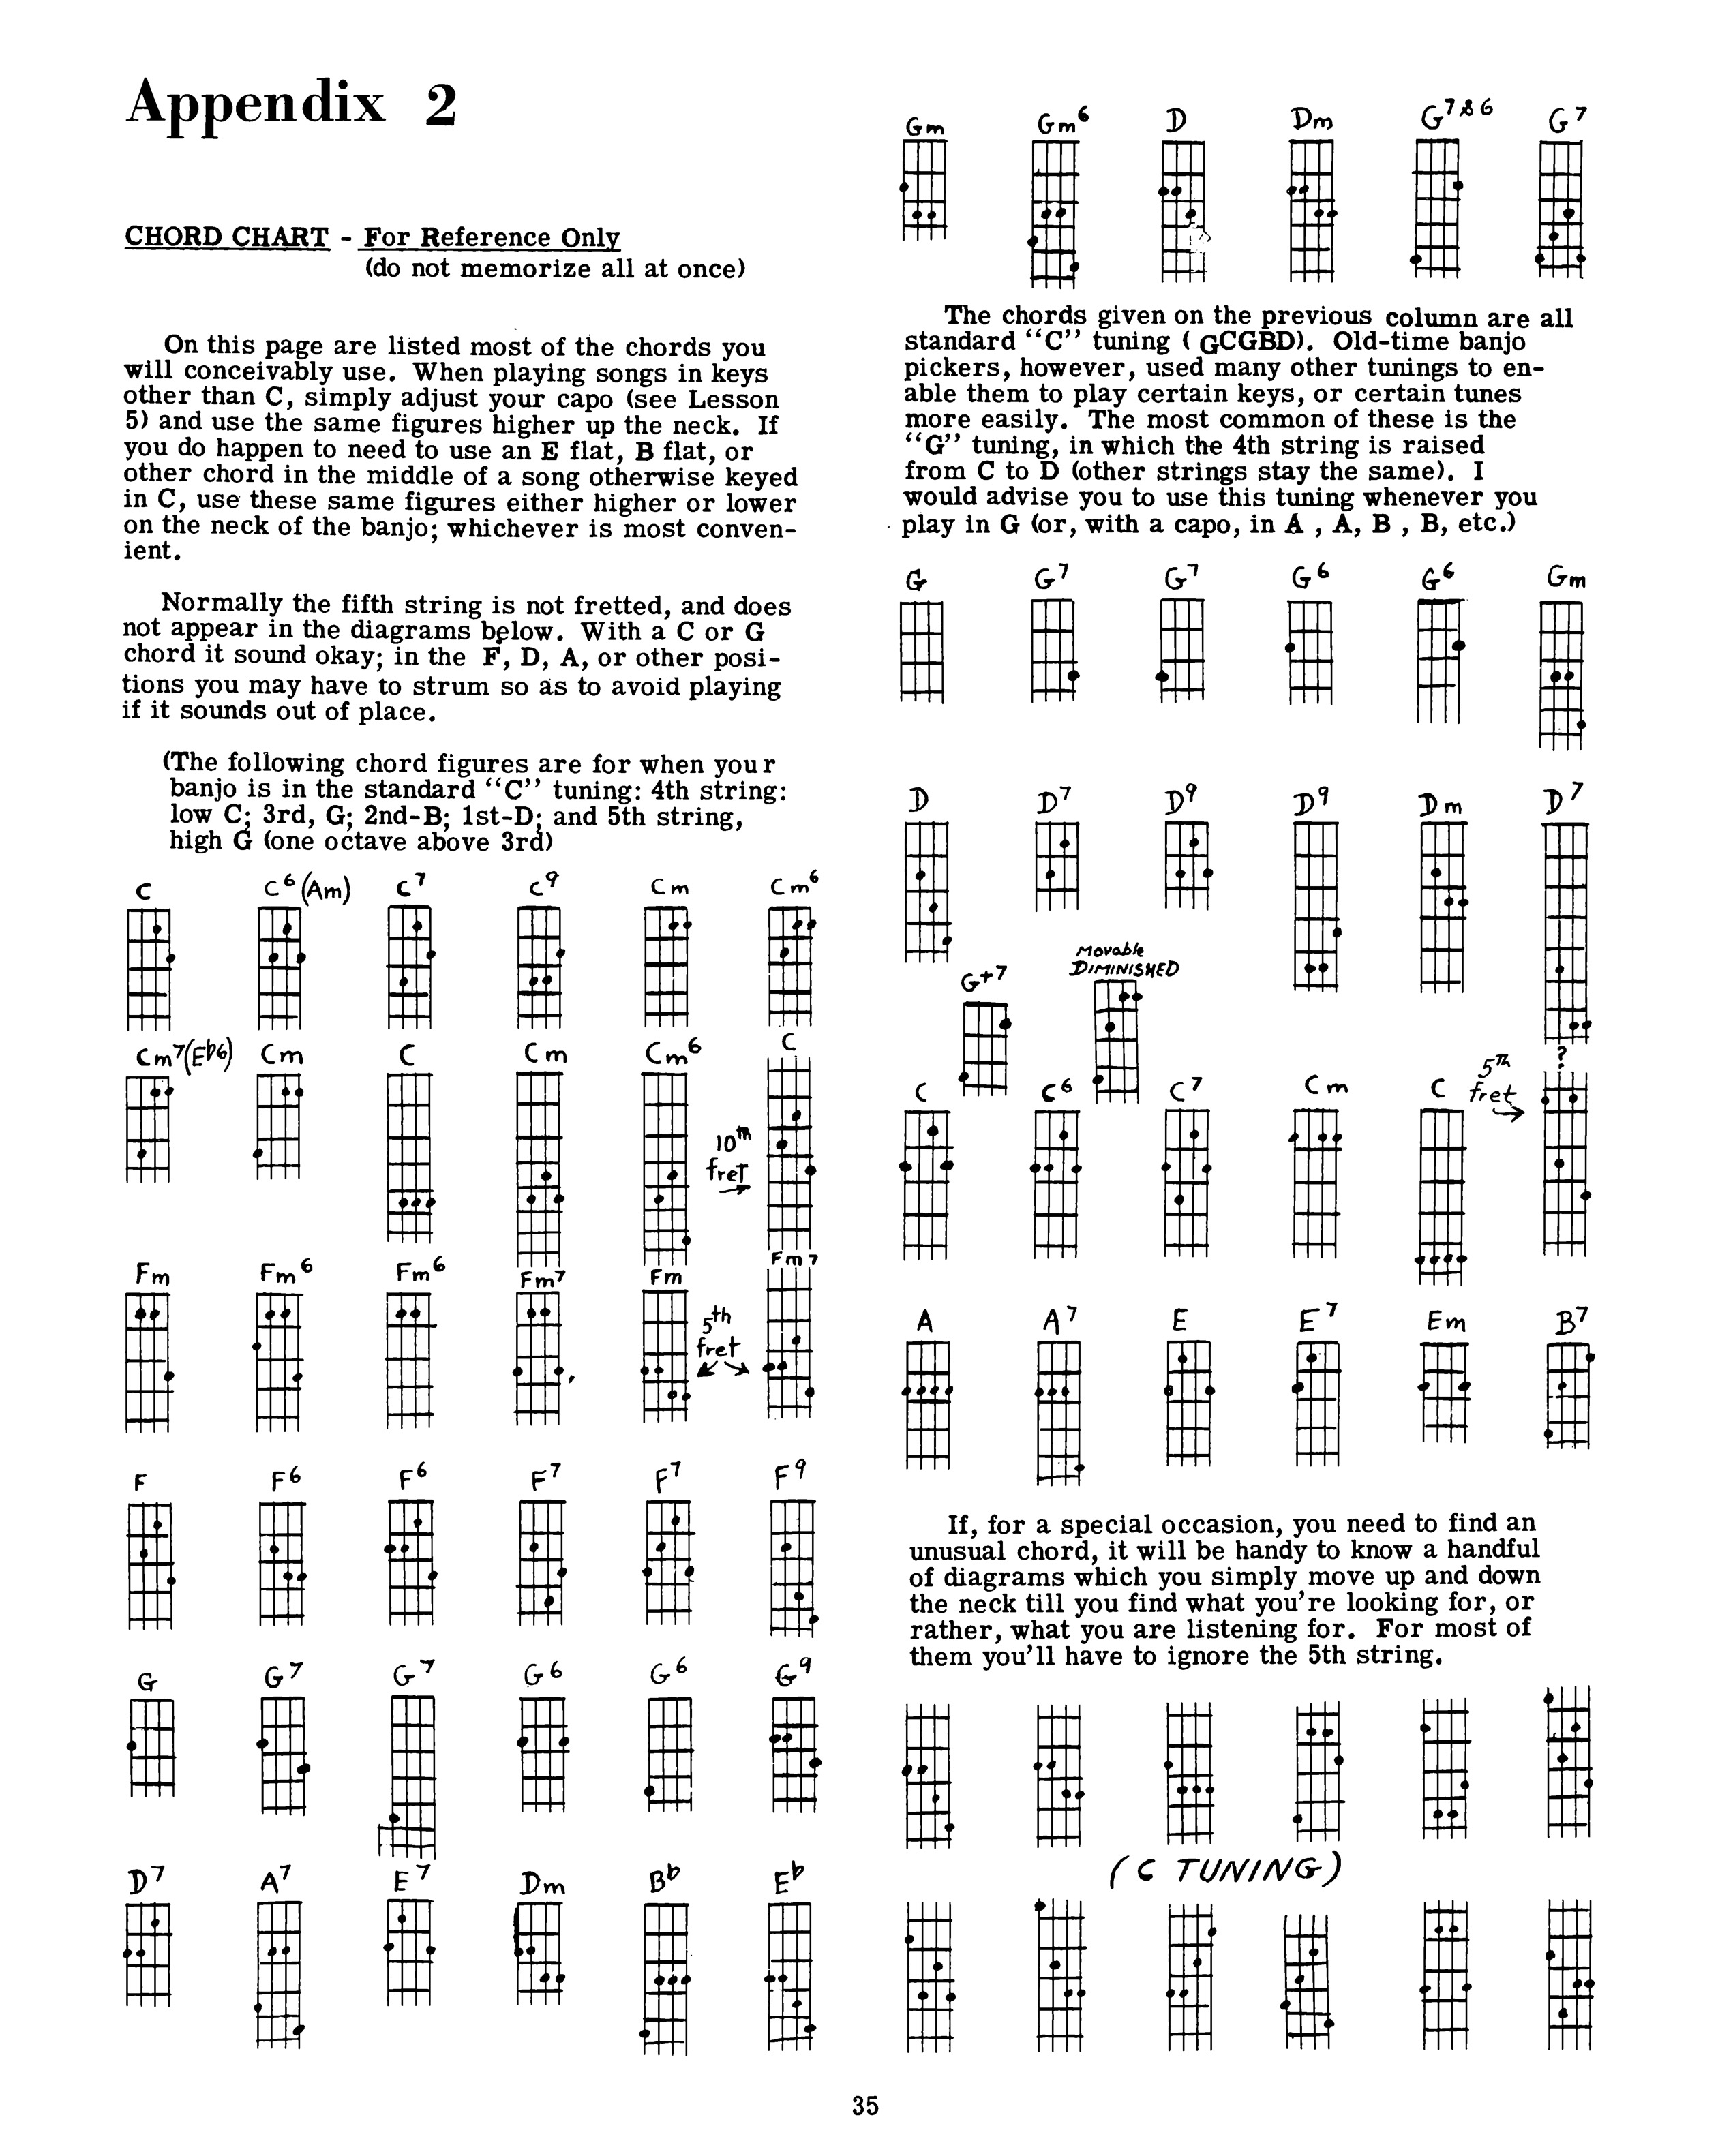 Appendix 2
CHORD CHART - For Reference Only
(do not memorize all at once)
On this page are listed most of the chords you
will conceivably use. When playing songs in keys
other than C, simply adjust your capo (see Lesson
5) and use the same figures higher up the neck. If
you do happen to need to use an E flat, B flat, or
other chord in the middle of a song otherwise keyed
in C, use these same figures either higher or lower
on the neck of the banjo; whichever is most conven-
ient.
Normally the fifth string is not fretted, and does
not appear in the diagrams below. With a C or G
chord it sound okay; in the F, D, A, or other posi-
tions you may have to strum so as to avoid playing
if it sounds out of place.
(The following chord figures are for when your
banjo is in the standard “C” tuning: 4th string:
low C; 3rd, G; 2nd-B; 1st-D; and 5th string,
high G (one octave above 3rd)
C C6 (Am) C7 C9 Cm Cm6
Cm7 (Eb6) Cm C Cm Cm6 C
10th
fret
Fm Fm6 Fm6 Fm7 Fm Fm7
5th
fret
F F6 F6 F7 F7 F9
G G7 G7 G6 G6 G9
D7 A7 E7 Dm Bb Eb
Gm Gm6 D Dm G7&6 G7
The chords given on the previous column are all
standard “C” tuning ( GCGBD). Old-time banjo
pickers, however, used many other tunings to en-
able them to play certain keys, or certain tunes
more easily. The most common of these is the
“G” tuning, in which the 4th string is raised
from C to D (other strings stay the same). I
would advise you to use this tuning whenever you
play in G (or, with a capo, in A , A, B , B, etc.)
G G7 G7 G6 G6 Gm
D D7 D9 D9 Dm D7
G+7 Movable
DIMINISHED
C C6 C7 Cm C 5th
fret
?
A A7 E E7 Em B7
If, for a special occasion, you need to find an
unusual chord, it will be handy to know a handful
of diagrams which you simply move up and down
the neck till you find what you’re looking for, or
rather, what you are listening for. For most of
them you’ll have to ignore the 5th string.
(C TUNING)
35